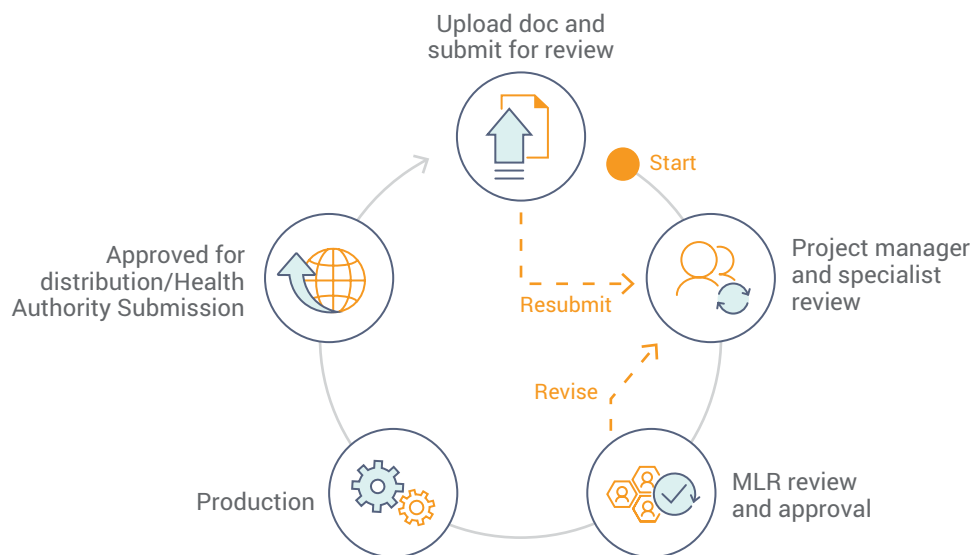 Upload doc and
submit for review
Start
Project manager
and specialist
review
Resubmit
Revise
MLR review
and approval
Production
Approved for
distribution/Health
Authority Submission